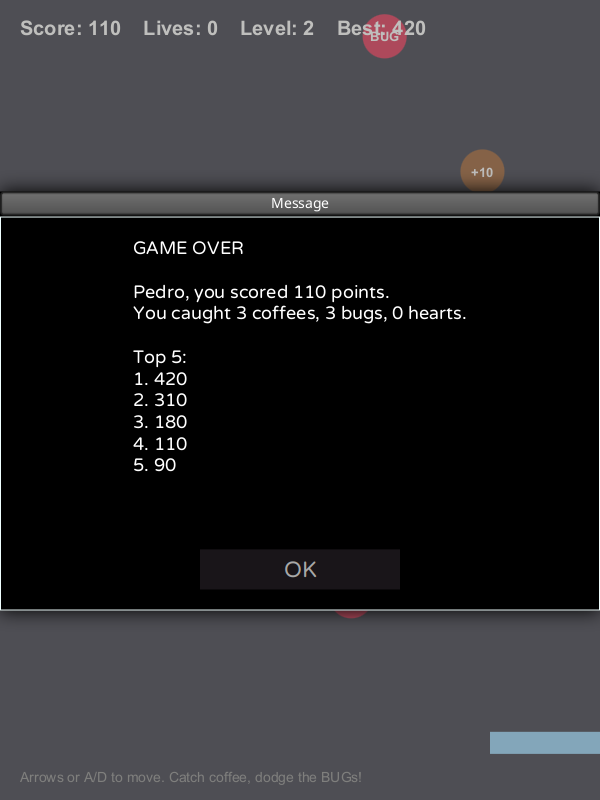 Score: 110 Lives: 0 Level: 2 Best: 420
BUG
+10
Message
GAME OVER
Pedro, you scored 110 points.
You caught 3 coffees, 3 bugs, 0 hearts.
Top 5:
1. 420
2. 310
3. 180
4. 110
5. 90
OK
Arrows or A/D to move. Catch coffee, dodge the BUGs!